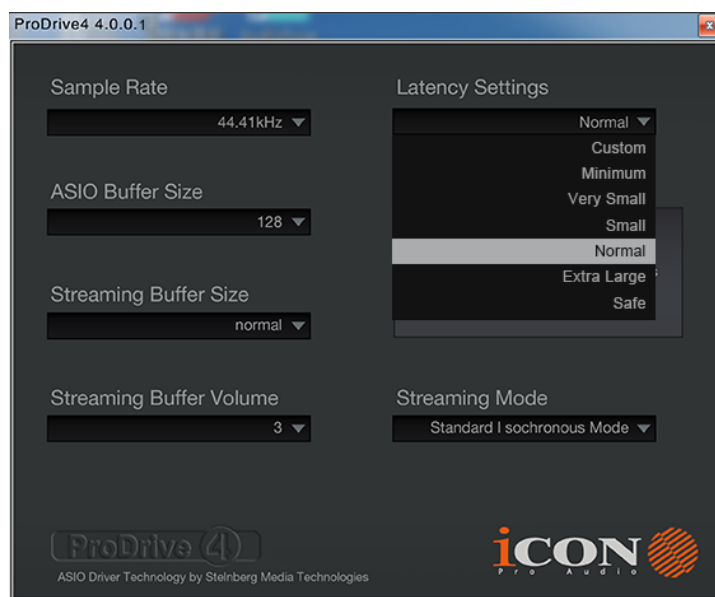 ProDrive4 4.0.0.1
Sample Rate
44.41kHz
ASIO Buffer Size
128
Streaming Buffer Size
normal
Streaming Buffer Volume
3
Latency Settings
Normal
Custom
Minimum
Very Small
Small
Normal
Extra Large
Safe
Streaming Mode
Standard I sochronous Mode
ProDrive 4
ASIO Driver Technology by Steinberg Media Technologies
iCON
Pro Audio